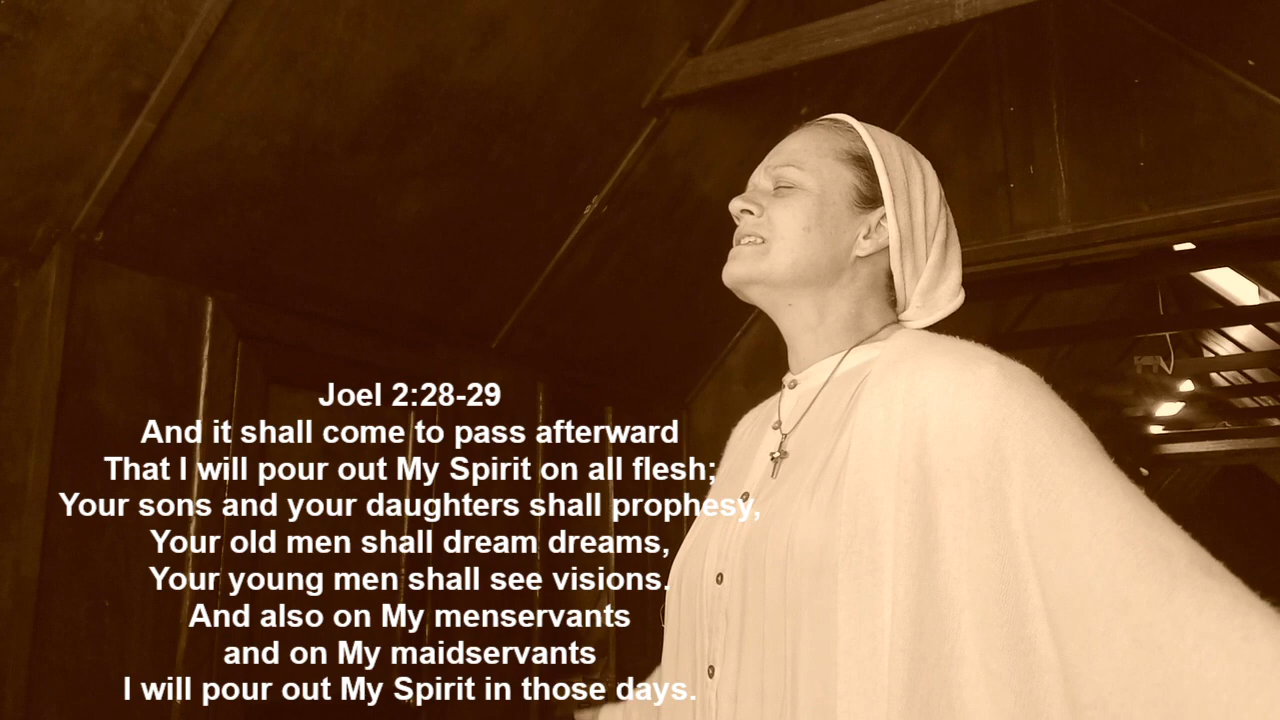 Joel 2:28-29
And it shall come to pass afterward
That I will pour out My Spirit on all flesh;
Your sons and your daughters shall prophesy,
Your old men shall dream dreams,
Your young men shall see visions.
And also on My menservants
and on My maidservants
I will pour out My Spirit in those days.